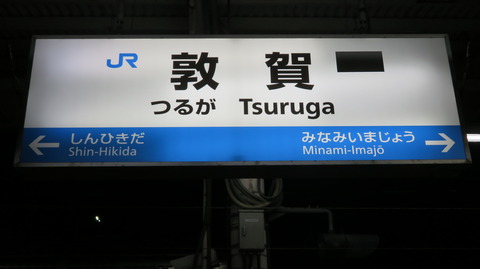 JR 敦賀
つるが Tsuruga
しんひきだ みなみいまじょう
Shin-Hikida Minami-Imajō